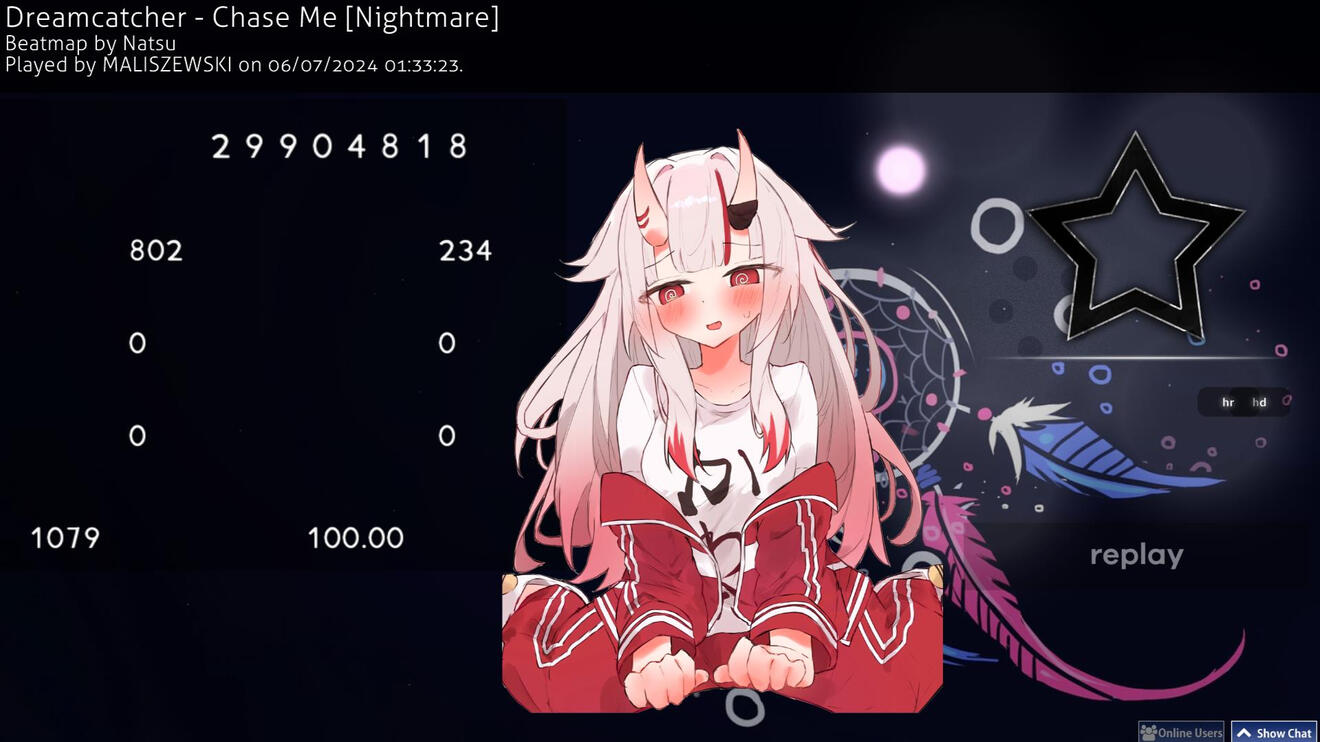 Dreamcatcher - Chase Me [Nightmare]
Beatmap by Natsu
Played by MALISZEWSKI on 06/07/2024 01:33:23.
29904818
802 234
0 0
hr hd
0 0
1079 100.00
replay
Online Users Show Chat